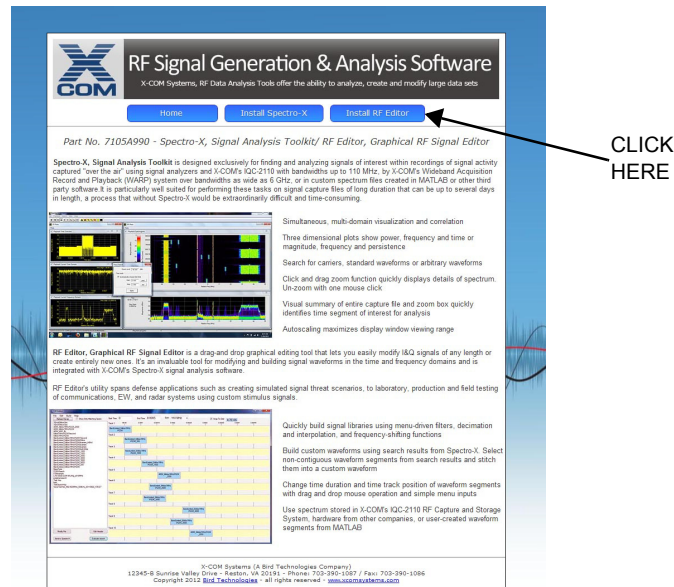 X
COM
RF Signal Generation & Analysis Software
X-COM Systems, RF Data Analysis Tools offer the ability to analyze, create and modify large data sets
Home
Install Spectro-X
Install RF Editor
CLICK
HERE
Part No. 7105A990 - Spectro-X, Signal Analysis Toolkit/ RF Editor, Graphical RF Signal Editor
Spectro-X, Signal Analysis Toolkit is designed exclusively for finding and analyzing signals of interest within recordings of signal activity
captured "over the air" using signal analyzers and X-COM's IQC-2110 with bandwidths up to 110 MHz, by X-COM's Wideband Acquisition
Record and Playback (WARP) system over bandwidths as wide as 6 GHz, or in custom spectrum files created in MATLAB or other third
party software.It is particularly well suited for performing these tasks on signal capture files of long duration that can be up to several days
in length, a process that without Spectro-X would be extraordinarily difficult and time-consuming.
Simultaneous, multi-domain visualization and correlation
Three dimensional plots show power, frequency and time or
magnitude, frequency and persistence
Search for carriers, standard waveforms or arbitrary waveforms
Click and drag zoom function quickly displays details of spectrum.
Un-zoom with one mouse click
Visual summary of entire capture file and zoom box quickly
identifies time segment of interest for analysis
Autoscaling maximizes display window viewing range
RF Editor, Graphical RF Signal Editor is a drag-and drop graphical editing tool that lets you easily modify I&Q signals of any length or
create entirely new ones. It's an invaluable tool for modifying and building signal waveforms in the time and frequency domains and is
integrated with X-COM's Spectro-X signal analysis software.
RF Editor's utility spans defense applications such as creating simulated signal threat scenarios, to laboratory, production and field testing
of communications, EW, and radar systems using custom stimulus signals.
Quickly build signal libraries using menu-driven filters, decimation
and interpolation, and frequency-shifting functions
Build custom waveforms using search results from Spectro-X. Select
non-contiguous waveform segments from search results and stitch
them into a custom waveform
Change time duration and time track position of waveform segments
with drag and drop mouse operation and simple menu inputs
Use spectrum stored in X-COM's IQC-2110 RF Capture and Storage
System, hardware from other companies, or user-created waveform
segments from MATLAB
X-COM Systems (A Bird Technologies Company)
12345-B Sunrise Valley Drive - Reston, VA 20191 - Phone: 703-390-1087 / Fax: 703-390-1086
Copyright 2012 Bird Technologies - all rights reserved - www.xcomsystems.com